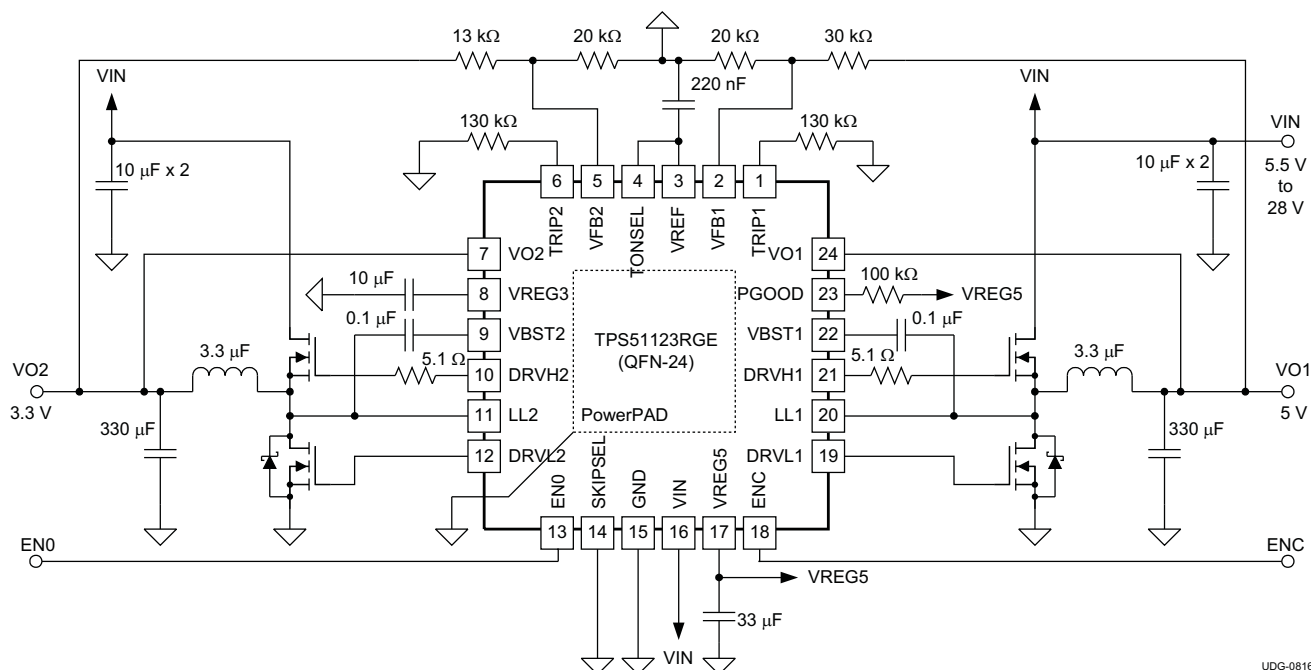 13 kΩ
20 kΩ
20 kΩ
30 kΩ
VIN
220 nF
VIN
130 kΩ
130 kΩ
VIN
10 μF x 2
10 μF x 2
5.5 V
to
28 V
6
5
4
3
2
1
TRIP2
VFB2
TONSEL
VREF
VFB1
TRIP1
7
VO2
VO1
24
10 μF
8
VREG3
PGOOD
23
100 kΩ
VREG5
0.1 μF
9
VBST2
TPS51123RGE
(QFN-24)
VBST1
22
0.1 μF
3.3 μF
5.1 Ω
10
DRVH2
DRVH1
21
5.1 Ω
3.3 μF
VO2
3.3 V
VO1
5 V
11
LL2
PowerPAD
LL1
20
330 μF
330 μF
12
DRVL2
DRVL1
19
EN0
SKIPSEL
GND
VIN
VREG5
ENC
13
14
15
16
17
18
EN0
ENC
VREG5
33 μF
VIN